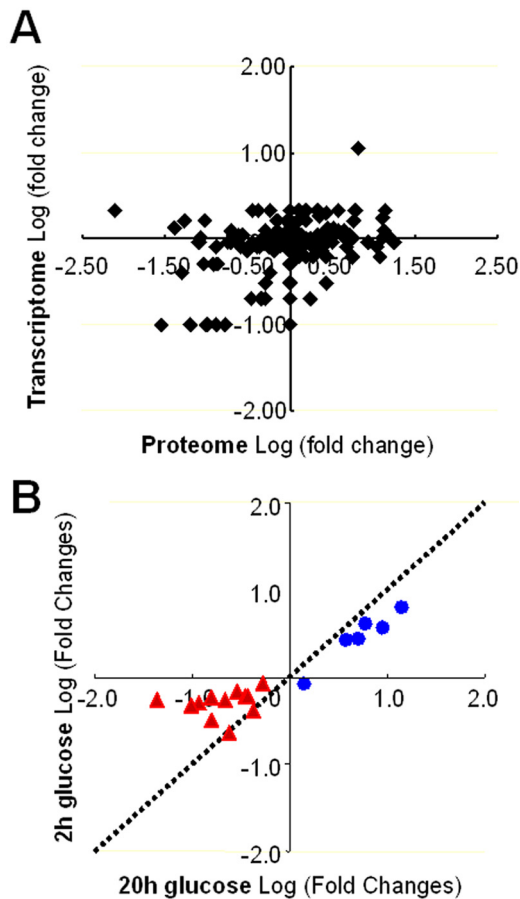 A
2.00
1.00
-2.50 -1.50 -0.50 0.50 1.50 2.50
-1.00
-2.00
Transcriptome Log (fold change)
Proteome Log (fold change)
B
2.0
1.0
-2.0 -1.0 0 1.0 2.0
-1.0
-2.0
2h glucose Log (Fold Changes)
20h glucose Log (Fold Changes)